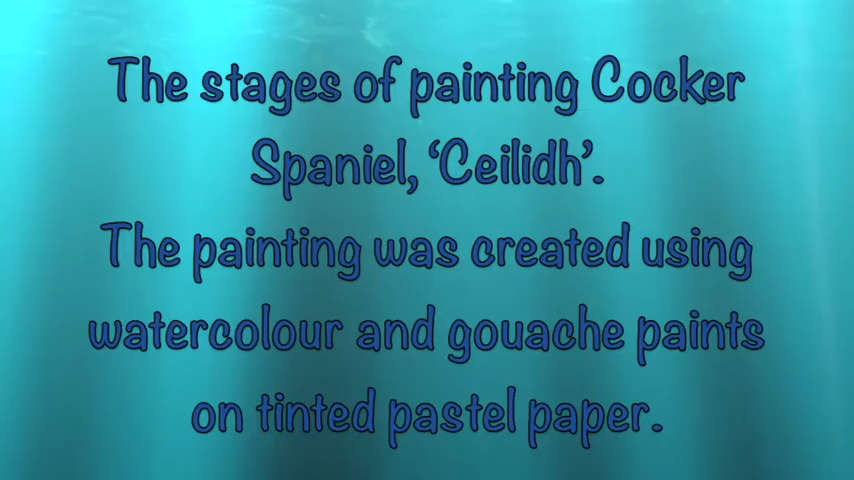 The stages of painting Cocker
Spaniel, ‘Ceilidh’.
The painting was created using
watercolour and gouache paints
on tinted pastel paper.